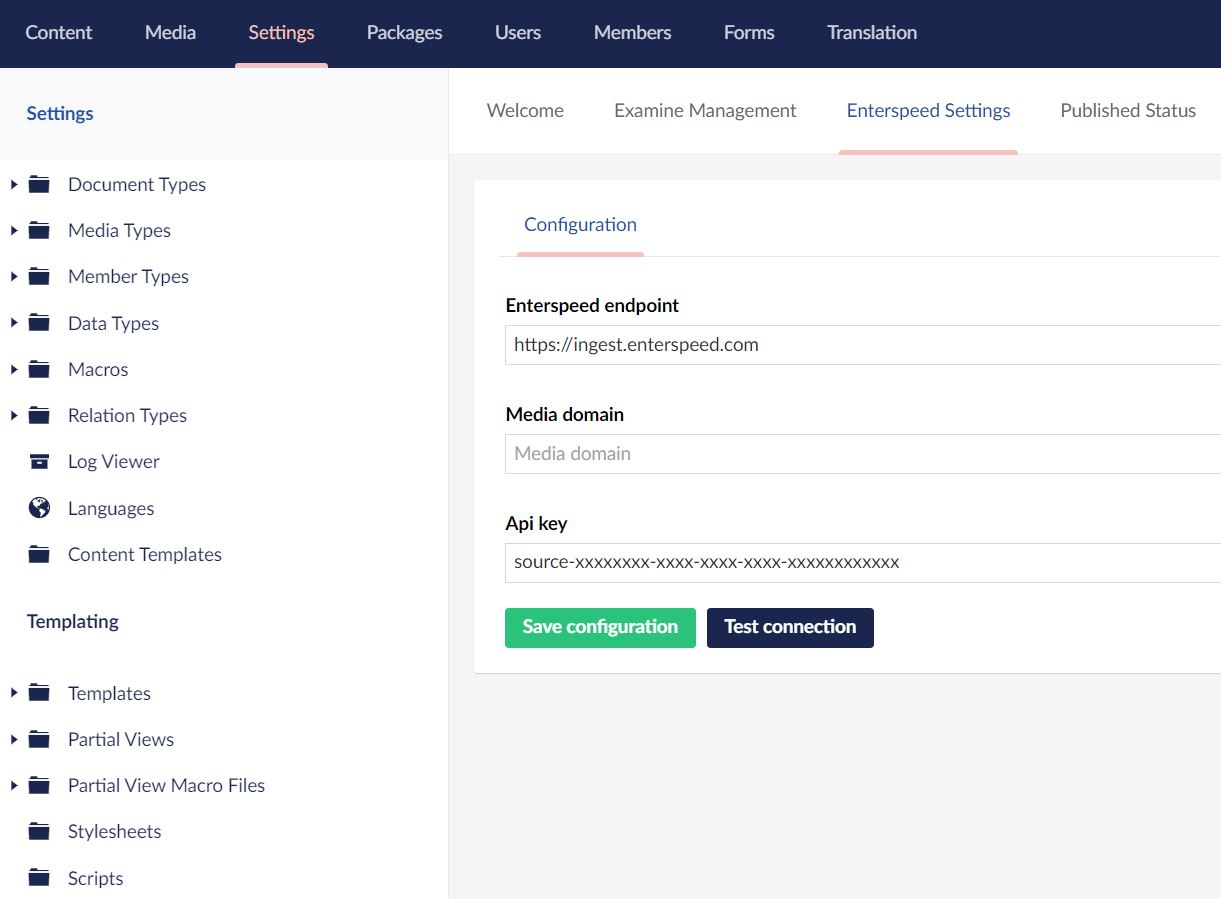 Content Media Settings Packages Users Members Forms Translation
Settings
Document Types
Media Types
Member Types
Data Types
Macros
Relation Types
Log Viewer
Languages
Content Templates
Templating
Templates
Partial Views
Partial View Macro Files
Stylesheets
Scripts
Welcome Examine Management Enterspeed Settings Published Status
Configuration
Enterspeed endpoint
https://ingest.enterspeed.com
Media domain
Media domain
Api key
source-xxxxxxxx-xxxx-xxxx-xxxx-xxxxxxxxxxxx
Save configuration Test connection